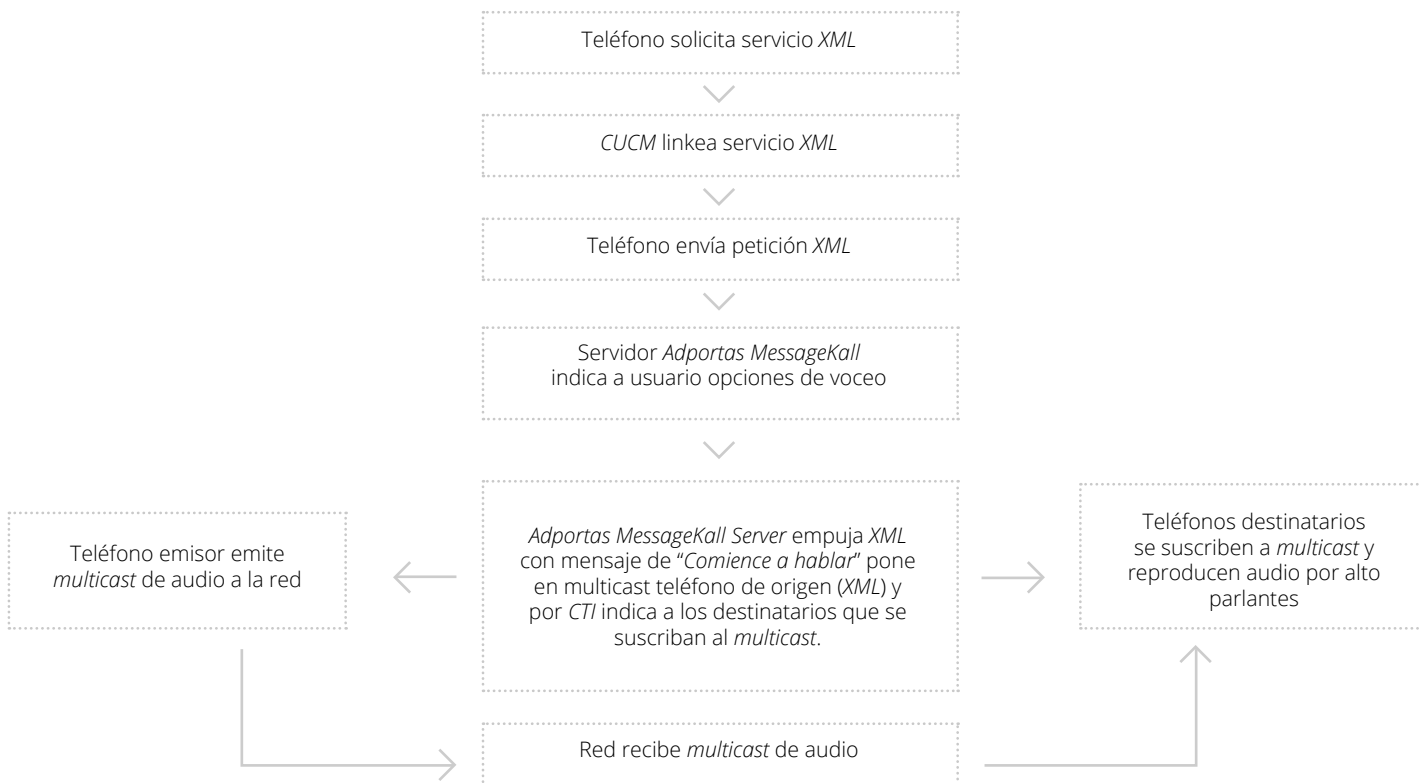 Teléfono solicita servicio XML
CUCM linkea servicio XML
Teléfono envía petición XML
Servidor Adportas MessageKall
indica a usuario opciones de voceo
Adportas MessageKall Server empuja XML
con mensaje de “Comience a hablar” pone
en multicast teléfono de origen (XML) y
por CTI indica a los destinatarios que se
suscriban al multicast.
Teléfono emisor emite
multicast de audio a la red
Teléfonos destinatarios
se suscriben a multicast y
reproducen audio por alto
parlantes
Red recibe multicast de audio